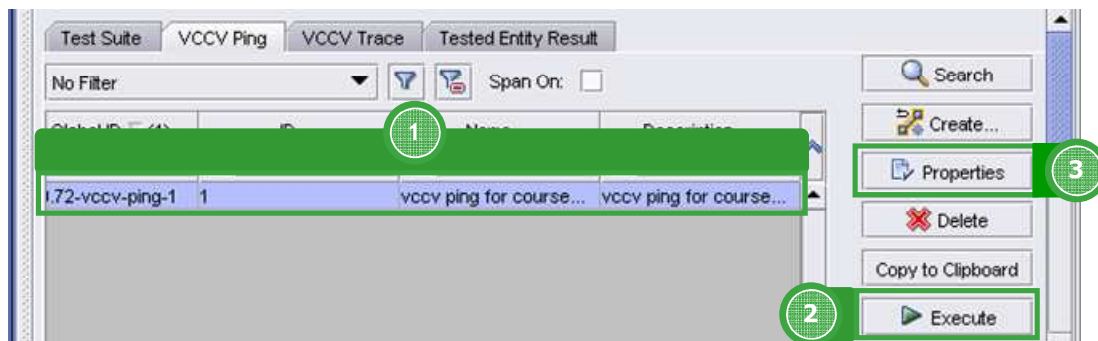 Test Suite VCCV Ping VCCV Trace Tested Entity Result
No Filter Span On:
Search
1
Create...
Properties
3
.72-vccv-ping-1 1 vccv ping for course... vccv ping for course...
Delete
Copy to Clipboard
2
Execute